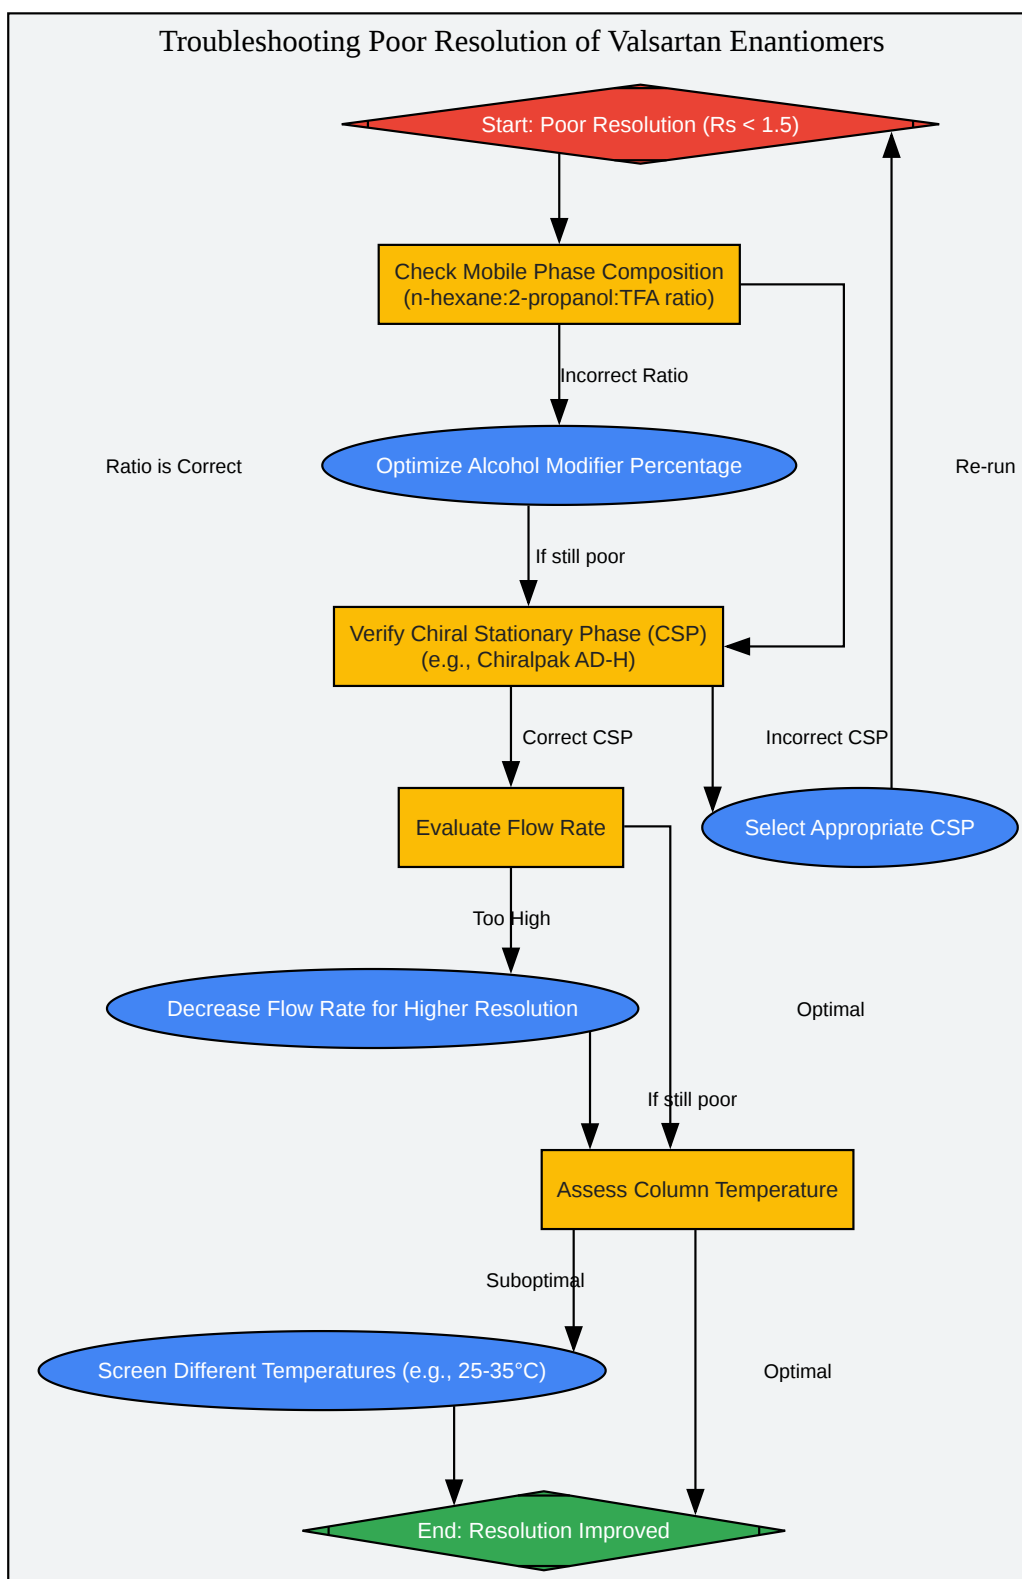 Troubleshooting Poor Resolution of Valsartan Enantiomers
Start: Poor Resolution (Rs < 1.5)
Check Mobile Phase Composition
(n-hexane:2-propanol:TFA ratio)
Incorrect Ratio
Ratio is Correct
Optimize Alcohol Modifier Percentage
Re-run
If still poor
Verify Chiral Stationary Phase (CSP)
(e.g., Chiralpak AD-H)
Correct CSP
Incorrect CSP
Evaluate Flow Rate
Select Appropriate CSP
Too High
Decrease Flow Rate for Higher Resolution
Optimal
If still poor
Assess Column Temperature
Suboptimal
Screen Different Temperatures (e.g., 25-35°C)
Optimal
End: Resolution Improved